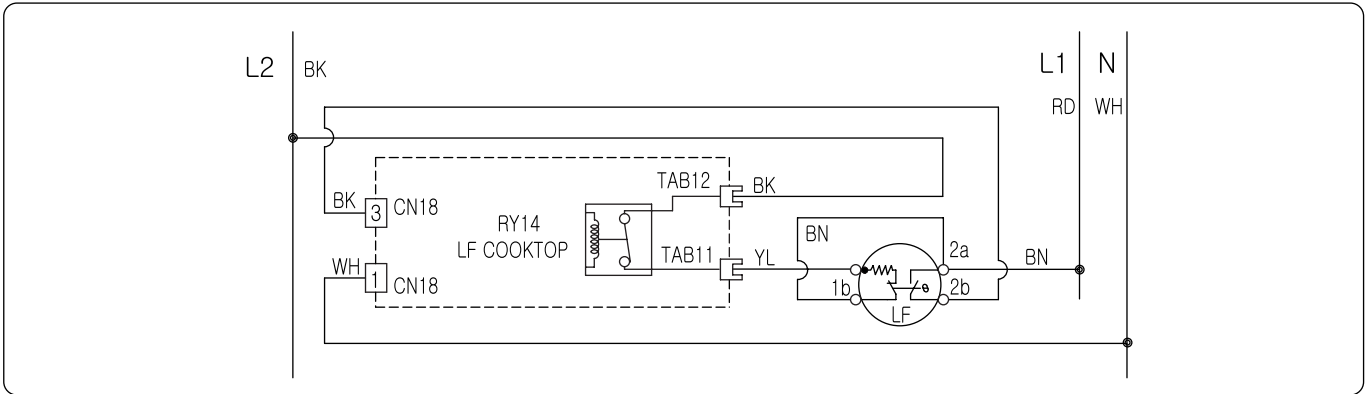 L2 BK
L1 N
RD WH
TAB12 BK
BK 3 CN18
RY14
LF COOKTOP
BN
TAB11 YL
2a
BN
WH 1 CN18
1b
θ
2b
LF